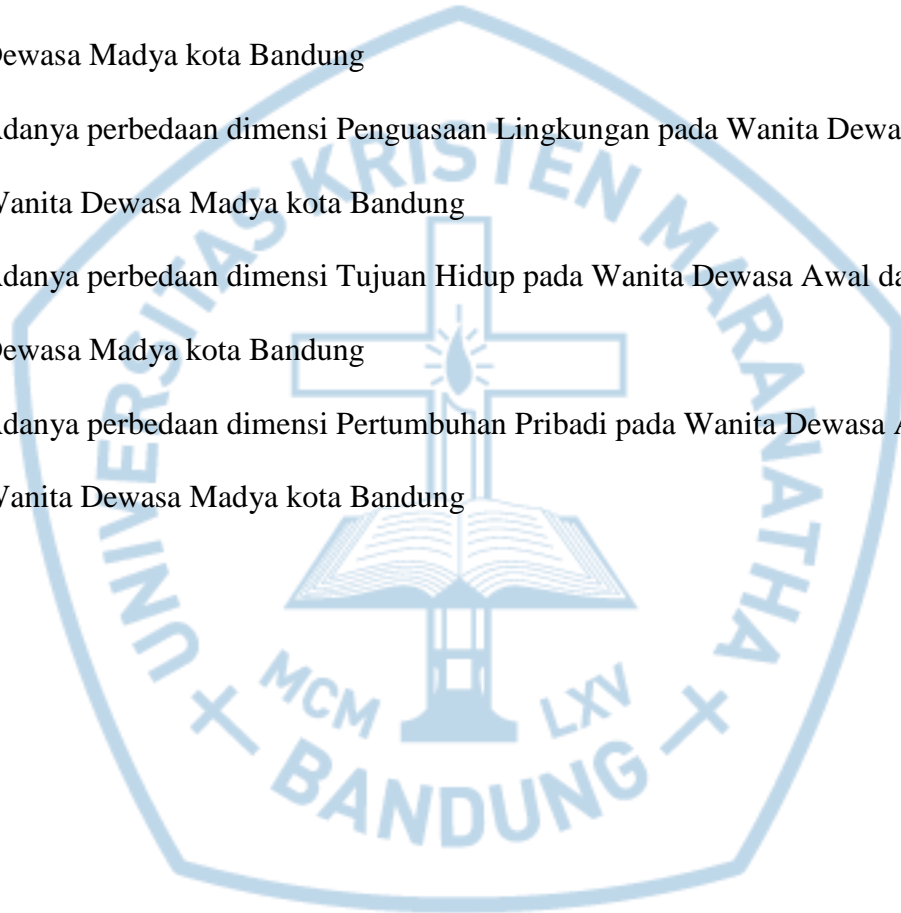 Dewasa Madya kota Bandung
Adanya perbedaan dimensi Penguasaan Lingkungan pada Wanita Dewa
Wanita Dewasa Madya kota Bandung
Adanya perbedaan dimensi Tujuan Hidup pada Wanita Dewasa Awal da
Dewasa Madya kota Bandung
Adanya perbedaan dimensi Pertumbuhan Pribadi pada Wanita Dewasa A
Wanita Dewasa Madya kota Bandung
UNIVERSITAS KRISTEN MARANATHA
MCM LXV
BANDUNG